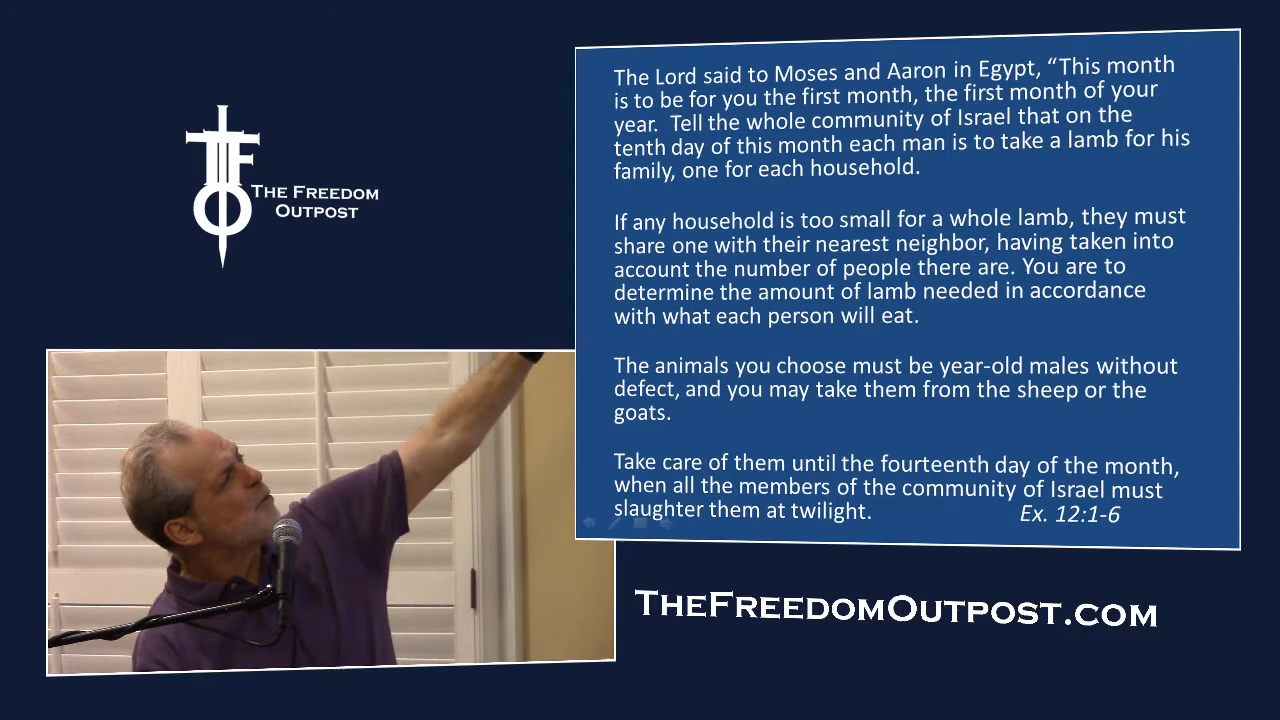 TFO
The Freedom
Outpost
The Lord said to Moses and Aaron in Egypt, “This month
is to be for you the first month, the first month of your
year.  Tell the whole community of Israel that on the
tenth day of this month each man is to take a lamb for his
family, one for each household.
If any household is too small for a whole lamb, they must
share one with their nearest neighbor, having taken into
account the number of people there are. You are to
determine the amount of lamb needed in accordance
with what each person will eat.
The animals you choose must be year-old males without
defect, and you may take them from the sheep or the
goats.
Take care of them until the fourteenth day of the month,
when all the members of the community of Israel must
slaughter them at twilight.
Ex. 12:1-6
TheFreedomOutpost.com